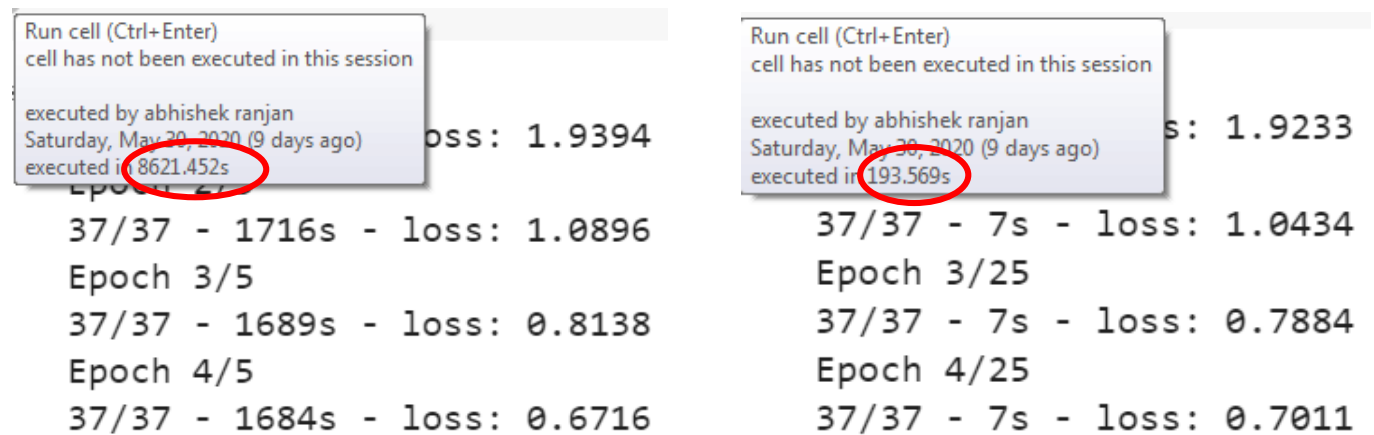 Run cell (Ctrl+Enter)
cell has not been executed in this session
executed by abhishek ranjan
Saturday, May 30, 2020 (9 days ago)
executed in 8621.452s
oss: 1.9394
Epoch 2/5
37/37 - 1716s - loss: 1.0896
Epoch 3/5
37/37 - 1689s - loss: 0.8138
Epoch 4/5
37/37 - 1684s - loss: 0.6716
Run cell (Ctrl+Enter)
cell has not been executed in this session
executed by abhishek ranjan
Saturday, May 30, 2020 (9 days ago)
executed in 193.569s
s: 1.9233
37/37 - 7s - loss: 1.0434
Epoch 3/25
37/37 - 7s - loss: 0.7884
Epoch 4/25
37/37 - 7s - loss: 0.7011